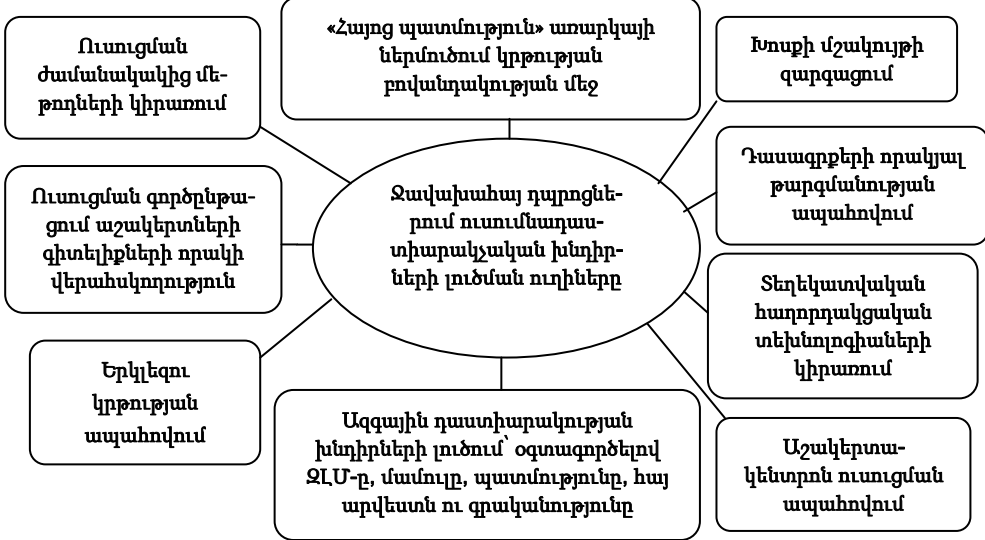 Ուսուցման
ժամանակակից մե-
թոդների կիրառում
«Հայոց պատմություն» առարկայի
ներմուծում կրթության
բովանդակության մեջ
Խոսքի մշակույթի
զարգացում
Ուսուցման գործընթա-
ցում աշակերտների
գիտելիքների որակի
վերահսկողություն
Ջավախահայ դպրոցնե-
րում ուսումնադաս-
տիարակչական խնդիր-
ների լուծման ուղիները
Դասագրքերի որակյալ
թարգմանության
ապահովում
Տեղեկատվական
հաղորդակցական
տեխնոլոգիաների
կիրառում
Երկլեզու
կրթության
ապահովում
Ազգային դաստիարակության
խնդիրների լուծում՝ օգտագործելով
ԶԼՄ-ը, մամուլը, պատմությունը, հայ
արվեստն ու գրականությունը
Աշակերտա-
կենտրոն ուսուցման
ապահովում